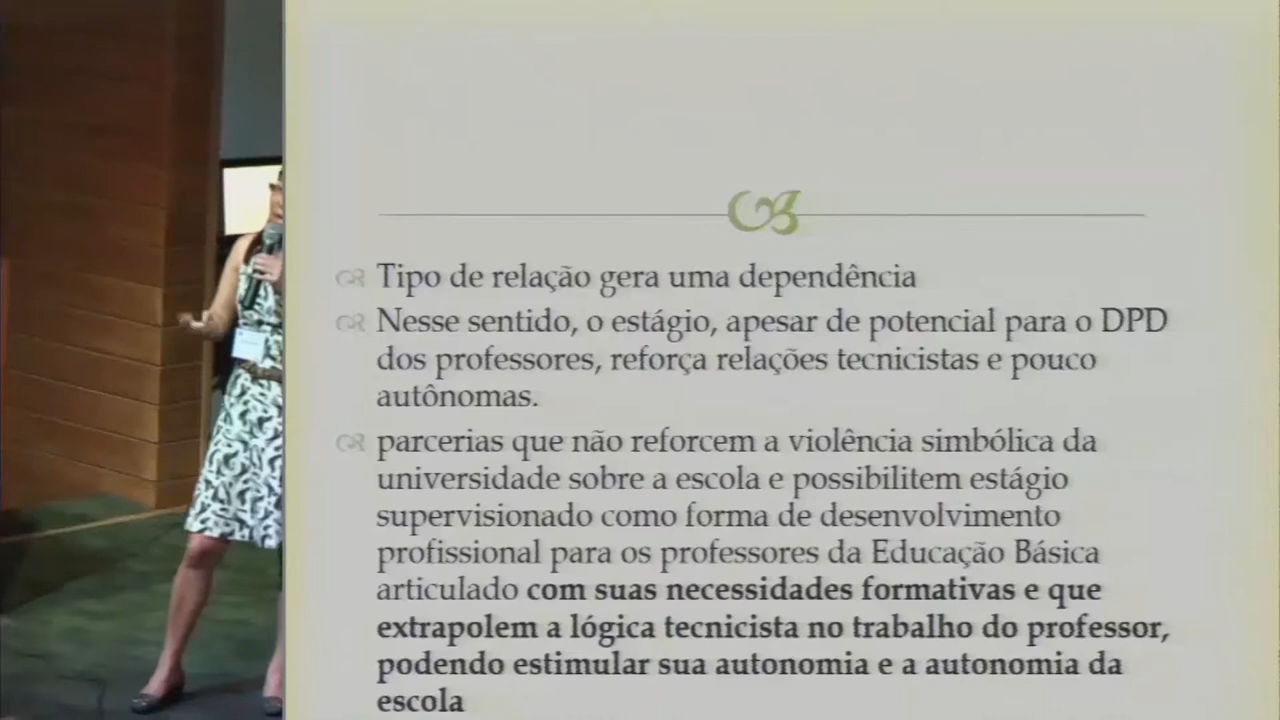 Tipo de relação gera uma dependência
Nesse sentido, o estágio, apesar de potencial para o DPD
dos professores, reforça relações tecnicistas e pouco
autônomas.
parcerias que não reforcem a violência simbólica da
universidade sobre a escola e possibilitem estágio
supervisionado como forma de desenvolvimento
profissional para os professores da Educação Básica
articulado com suas necessidades formativas e que
extrapolem a lógica tecnicista no trabalho do professor,
podendo estimular sua autonomia e a autonomia da
escola